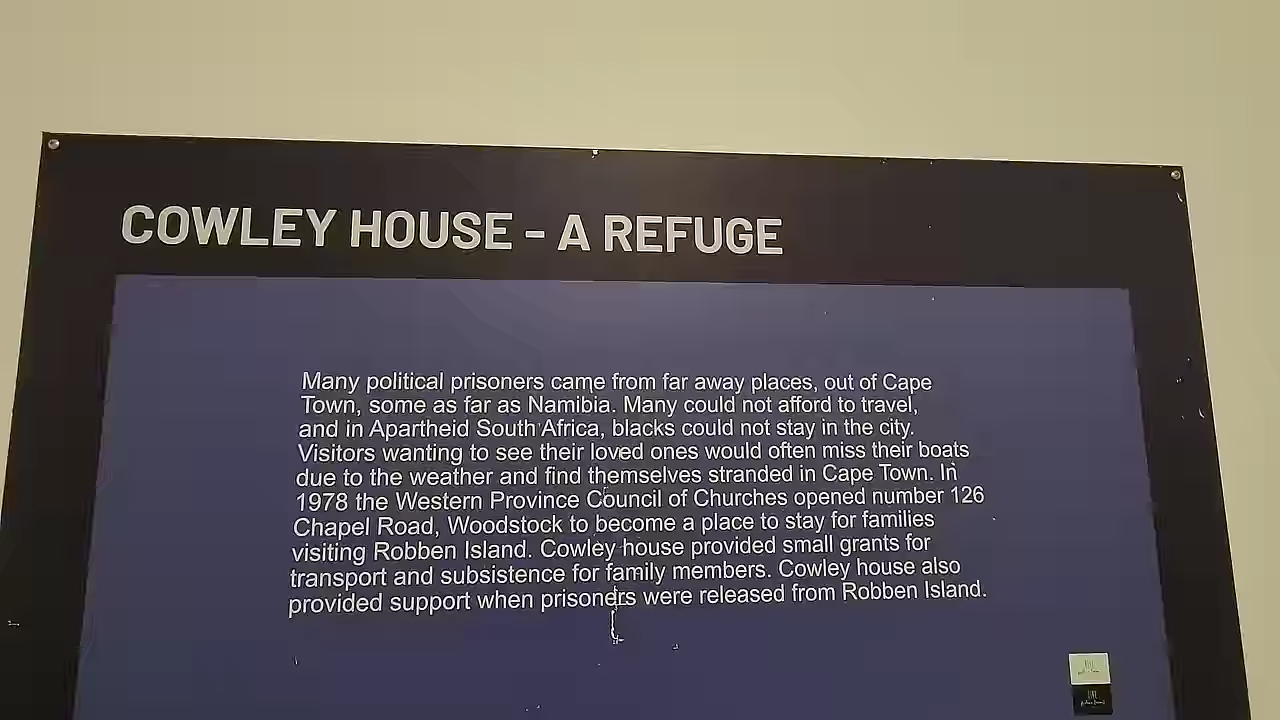 COWLEY HOUSE - A REFUGE
Many political prisoners came from far away places, out of Cape
Town, some as far as Namibia. Many could not afford to travel,
and in Apartheid South Africa, blacks could not stay in the city.
Visitors wanting to see their loved ones would often miss their boats
due to the weather and find themselves stranded in Cape Town. In
1978 the Western Province Council of Churches opened number 126
Chapel Road, Woodstock to become a place to stay for families
visiting Robben Island. Cowley house provided small grants for
transport and subsistence for family members. Cowley house also
provided support when prisoners were released from Robben Island.